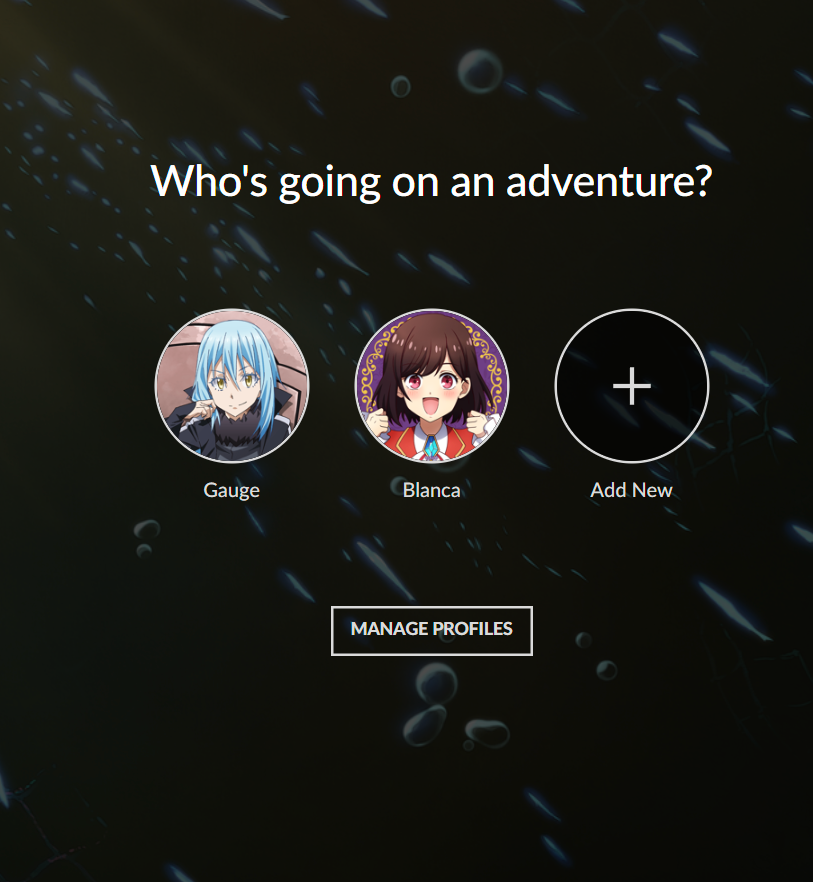 Who's going on an adventure?
Gauge
Blanca
Add New
MANAGE PROFILES